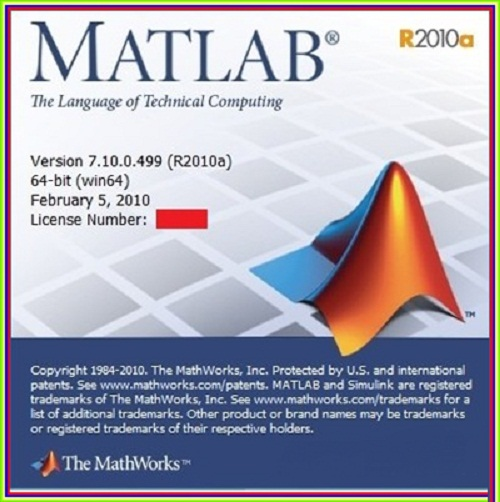 MATLAB® R2010a
The Language of Technical Computing
Version 7.10.0.499 (R2010a)
64-bit (win64)
February 5, 2010
License Number:
TM
Copyright 1984-2010. The MathWorks, Inc. Protected by U.S. and international
patents. See www.mathworks.com/patents. MATLAB and Simulink are registered
trademarks of The MathWorks, Inc. See www.mathworks.com/trademarks for a
list of additional trademarks. Other product or brand names may be trademarks
or registered trademarks of their respective holders.
The MathWorks™